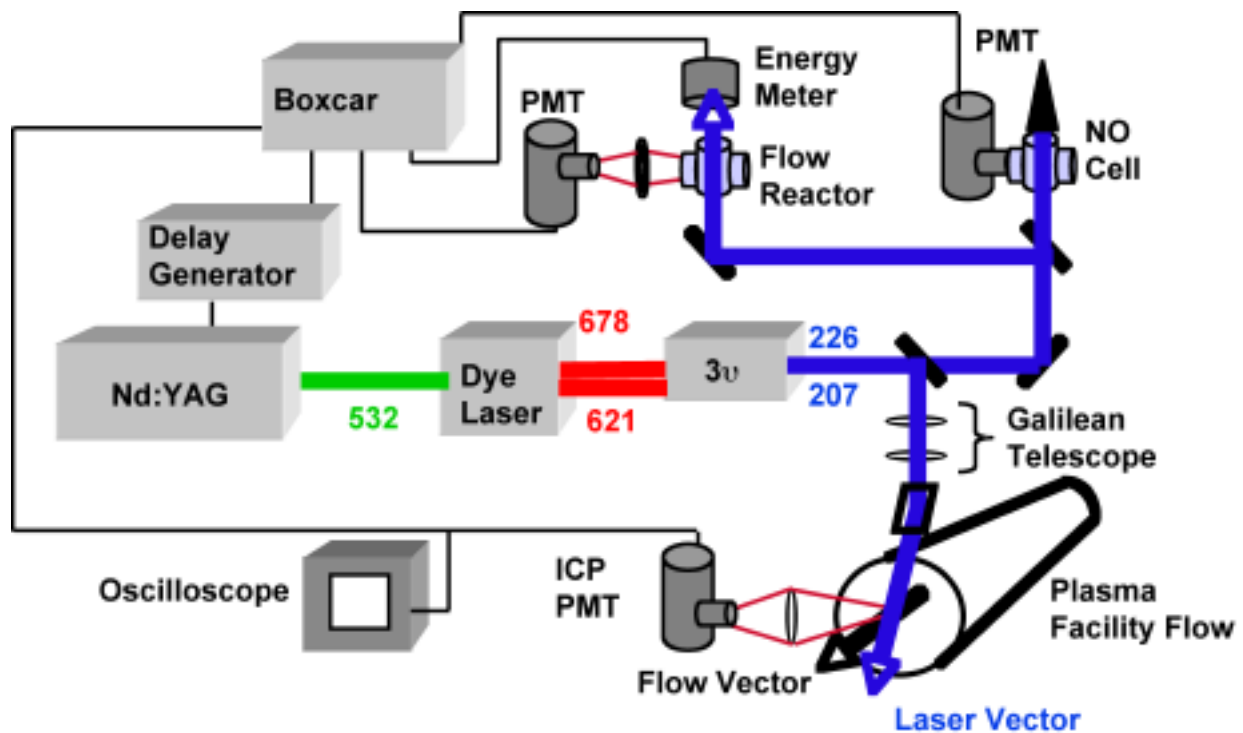 PMT
Energy
Meter
Boxcar
PMT
NO
Cell
Flow
Reactor
Delay
Generator
678
226
Nd:YAG
Dye
Laser
3υ
532
621
207
Galilean
Telescope
ICP
PMT
Oscilloscope
Plasma
Facility Flow
Flow Vector
Laser Vector